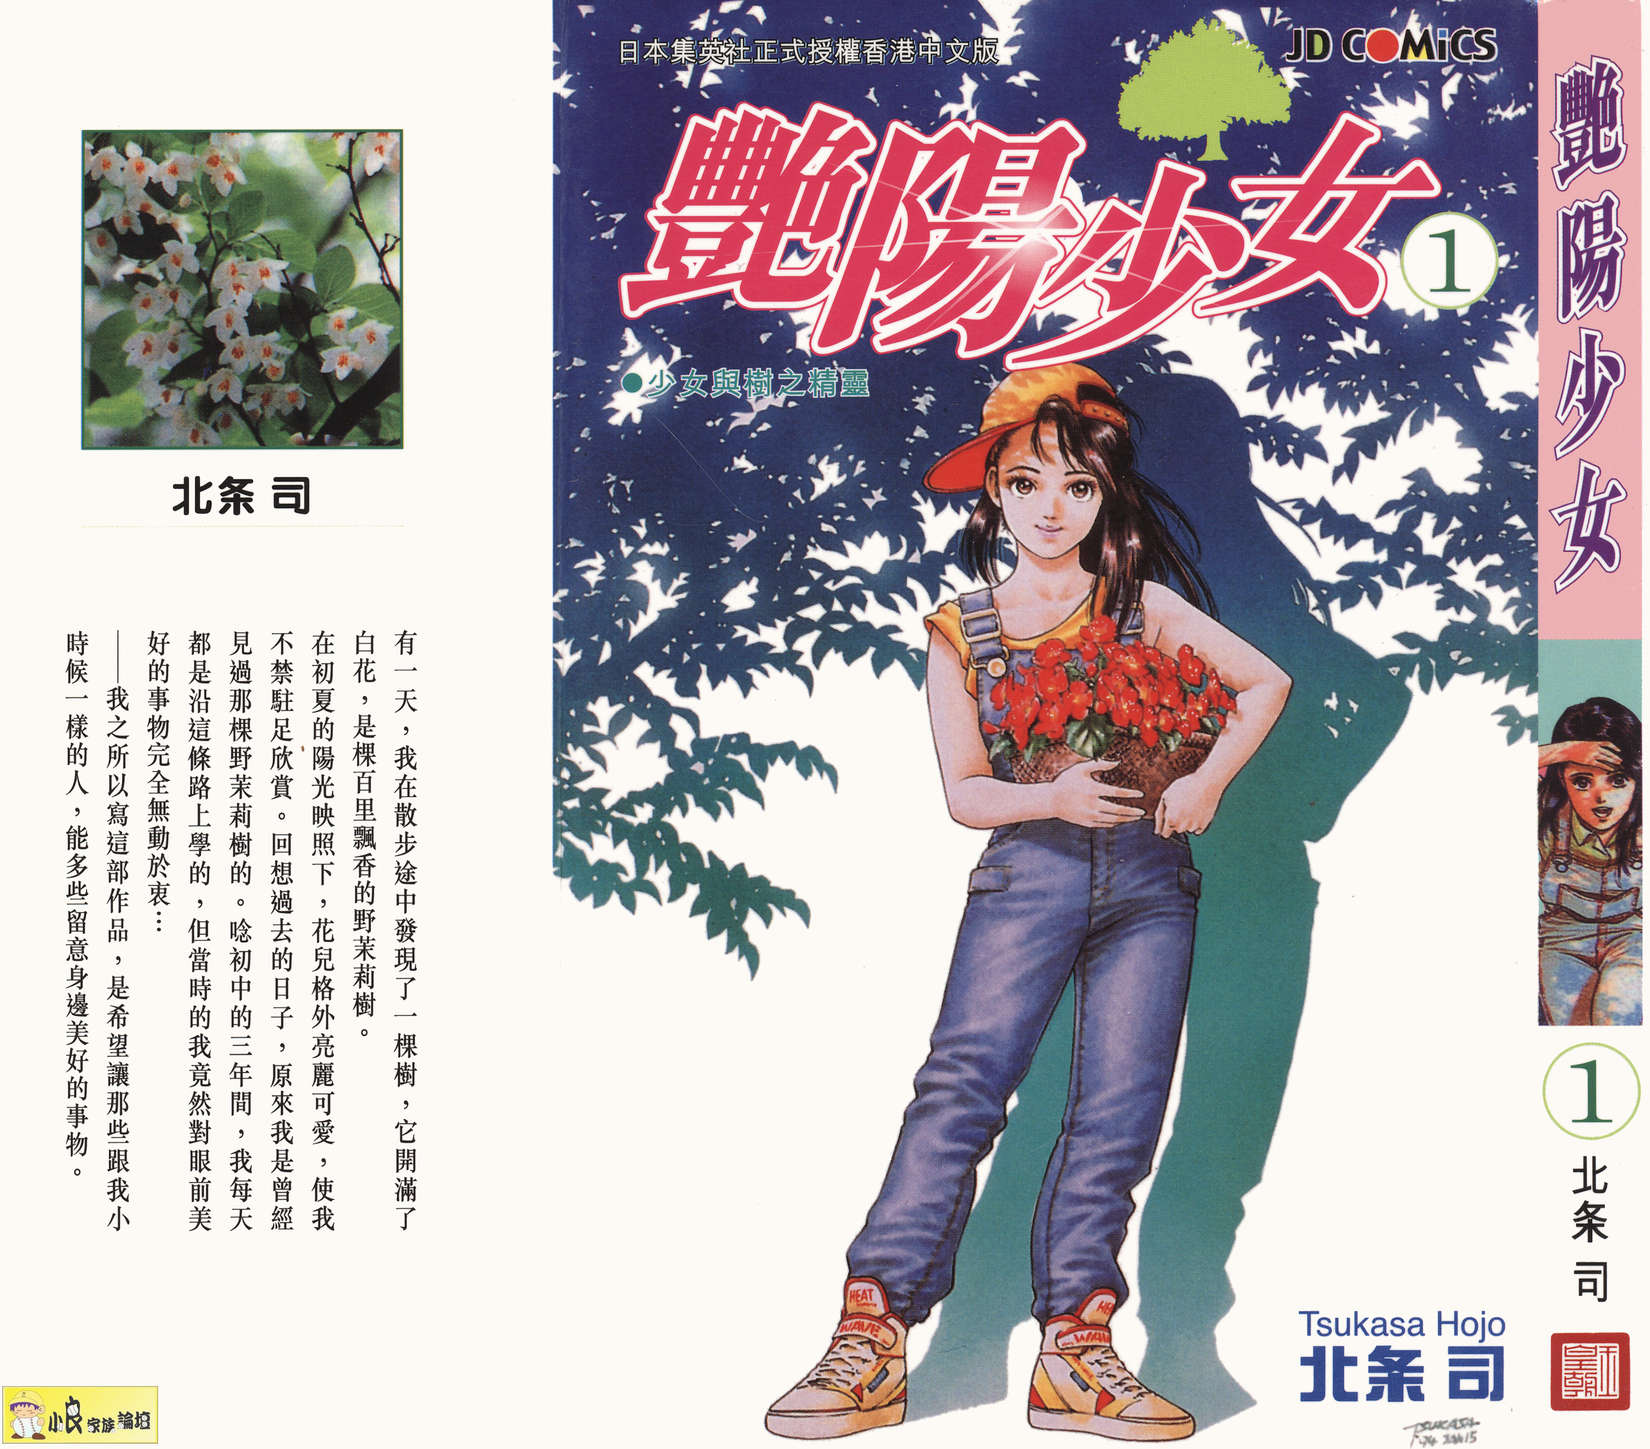 日本集英社正式授權香港中文版
JD COMiCS
艷陽少女
1
●少女與樹之精靈
Tsukasa Hojo
北条 司
TSUKASA
HEAT
WAVE
HEAT
WAVE
艷陽少女
1
北条 司
北条 司
有一天，我在散步途中發現了一棵樹，它開滿了
白花，是棵百里飄香的野茉莉樹。
在初夏的陽光映照下，花兒格外亮麗可愛，使我
不禁駐足欣賞。回想過去的日子，原來我是曾經
見過那棵野茉莉樹的。唸初中的三年間，我每天
都是沿這條路上學的，但當時的我竟然對眼前美
好的事物完全無動於衷…
——我之所以寫這部作品，是希望讓那些跟我小
時候一樣的人，能多些留意身邊美好的事物。
小良家族論壇